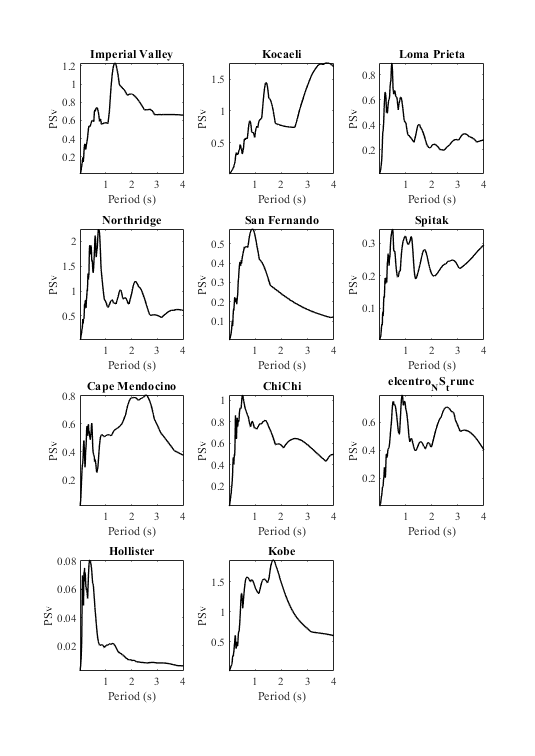 Imperial Valley
1.2
1
0.8
0.6
0.4
0.2
PSv
1 2 3 4
Period (s)
Kocaeli
1.5
1
0.5
PSv
1 2 3 4
Period (s)
Loma Prieta
0.8
0.6
0.4
0.2
PSv
1 2 3 4
Period (s)
Northridge
2
1.5
1
0.5
PSv
1 2 3 4
Period (s)
San Fernando
0.5
0.4
0.3
0.2
0.1
PSv
1 2 3 4
Period (s)
Spitak
0.3
0.2
0.1
PSv
1 2 3 4
Period (s)
Cape Mendocino
0.8
0.6
0.4
0.2
PSv
1 2 3 4
Period (s)
ChiChi
1
0.8
0.6
0.4
0.2
PSv
1 2 3 4
Period (s)
elcentroNStrunc
0.6
0.4
0.2
PSv
1 2 3 4
Period (s)
Hollister
0.08
0.06
0.04
0.02
PSv
1 2 3 4
Period (s)
Kobe
1.5
1
0.5
PSv
1 2 3 4
Period (s)